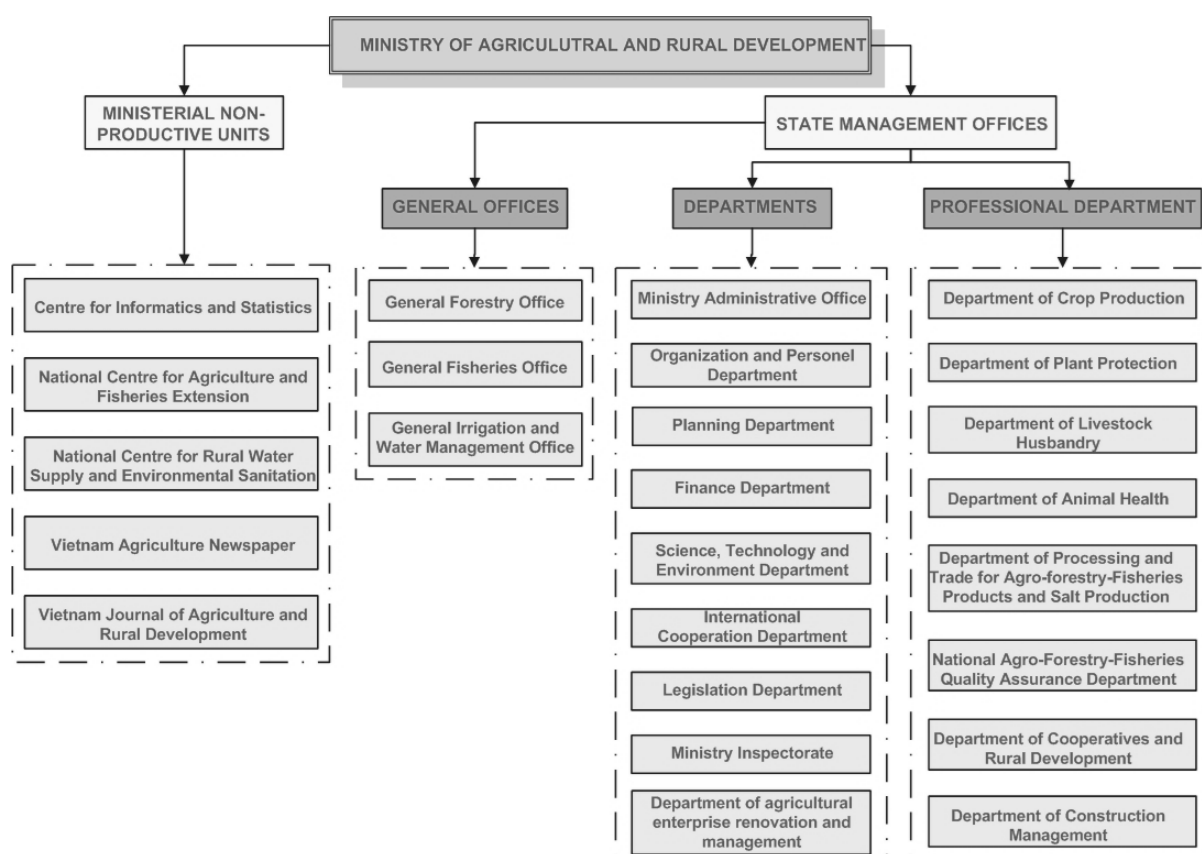 MINISTRY OF AGRICULUTRAL AND RURAL DEVELOPMENT
MINISTERIAL NON-
PRODUCTIVE UNITS
STATE MANAGEMENT OFFICES
GENERAL OFFICES
DEPARTMENTS
PROFESSIONAL DEPARTMENT
Centre for Informatics and Statistics
National Centre for Agriculture and
Fisheries Extension
National Centre for Rural Water
Supply and Environmental Sanitation
Vietnam Agriculture Newspaper
Vietnam Journal of Agriculture and
Rural Development
General Forestry Office
General Fisheries Office
General Irrigation and
Water Management Office
Ministry Administrative Office
Organization and Personel
Department
Planning Department
Finance Department
Science, Technology and
Environment Department
International
Cooperation Department
Legislation Department
Ministry Inspectorate
Department of agricultural
enterprise renovation and
management
Department of Crop Production
Department of Plant Protection
Department of Livestock
Husbandry
Department of Animal Health
Department of Processing and
Trade for Agro-forestry-Fisheries
Products and Salt Production
National Agro-Forestry-Fisheries
Quality Assurance Department
Department of Cooperatives and
Rural Development
Department of Construction
Management